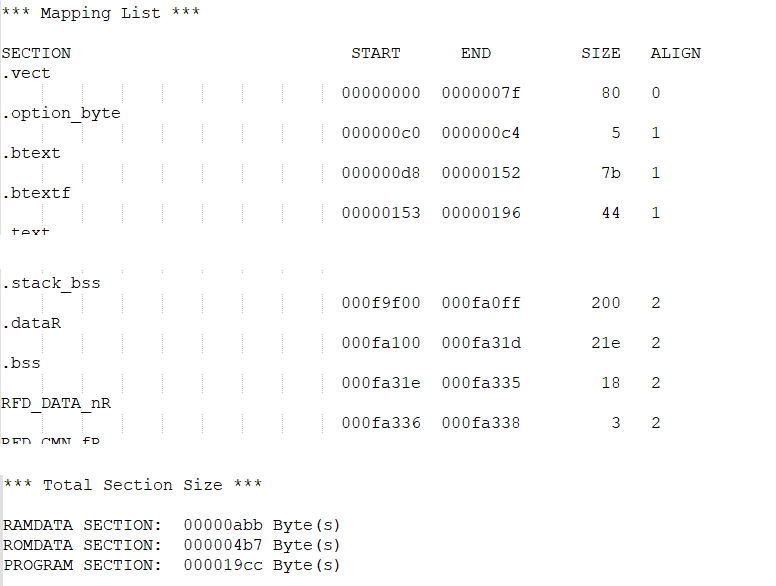 *** Mapping List ***
SECTION START END SIZE ALIGN
.vect
00000000 0000007f 80 0
.option_byte
000000c0 000000c4 5 1
.btext
000000d8 00000152 7b 1
.btextf
00000153 00000196 44 1
.text
.stack_bss
000f9f00 000fa0ff 200 2
.dataR
000fa100 000fa31d 21e 2
.bss
000fa31e 000fa335 18 2
RFD_DATA_nR
000fa336 000fa338 3 2
RFD_CMN_fR
*** Total Section Size ***
RAMDATA SECTION: 00000abb Byte(s)
ROMDATA SECTION: 000004b7 Byte(s)
PROGRAM SECTION: 000019cc Byte(s)